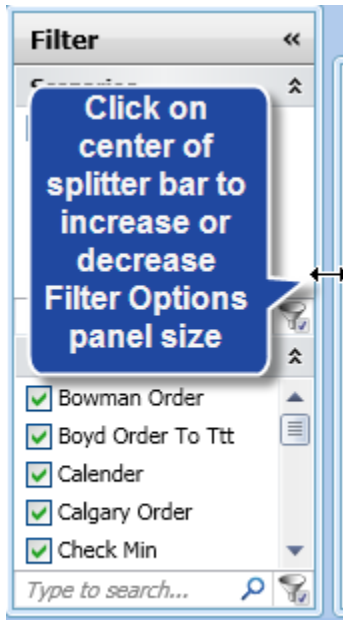 Filter
Click on
center of
splitter bar to
increase or
decrease
Filter Options
panel size
Bowman Order
Boyd Order To Ttt
Calender
Calgary Order
Check Min
Type to search...